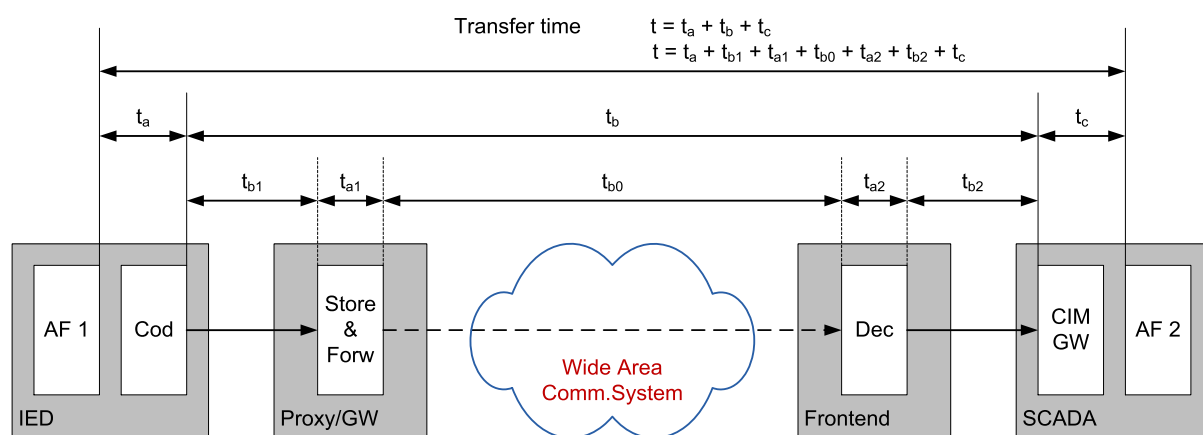 Transfer time
t = ta + tb + tc
t = ta + tb1 + ta1 + tb0 + ta2 + tb2 + tc
ta
tb
tc
tb1
ta1
tb0
ta2
tb2
AF 1
Cod
Store
&
Forw
Wide Area
Comm.System
Dec
CIM
GW
AF 2
IED
Proxy/GW
Frontend
SCADA